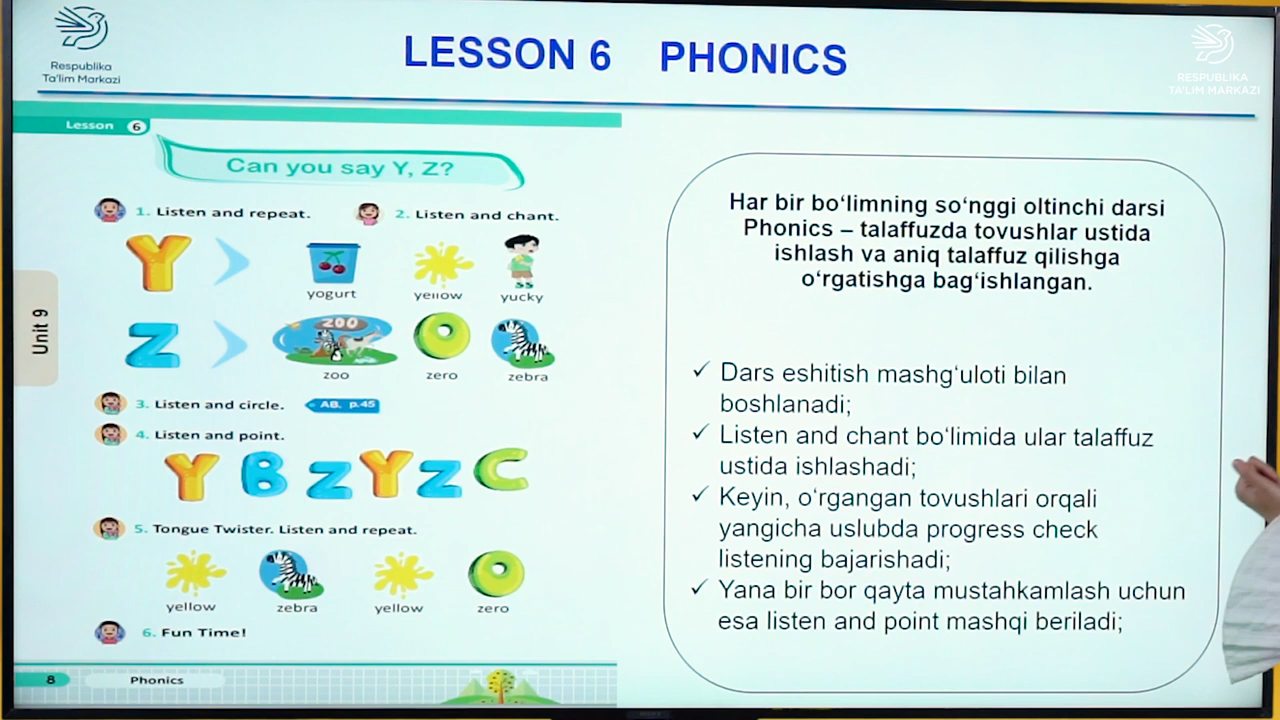 Respublika
Ta'lim Markazi
LESSON 6 PHONICS
RESPUBLIKA
TA'LIM MARKAZI
Lesson 6
Can you say Y, Z?
1. Listen and repeat.
2. Listen and chant.
Y
yogurt
yellow
yucky
Z
ZOO
zoo
zero
zebra
3. Listen and circle.
AB. p.45
4. Listen and point.
Y B Z Y Z C
5. Tongue Twister. Listen and repeat.
yellow
zebra
yellow
zero
6. Fun Time!
Unit 9
8
Phonics
Har bir bo‘limning so‘nggi oltinchi darsi
Phonics – talaffuzda tovushlar ustida
ishlash va aniq talaffuz qilishga
o‘rgatishga bag‘ishlangan.
✓ Dars eshitish mashg‘uloti bilan
boshlanadi;
✓ Listen and chant bo‘limida ular talaffuz
ustida ishlashadi;
✓ Keyin, o‘rgangan tovushlari orqali
yangicha uslubda progress check
listening bajarishadi;
✓ Yana bir bor qayta mustahkamlash uchun
esa listen and point mashqi beriladi;